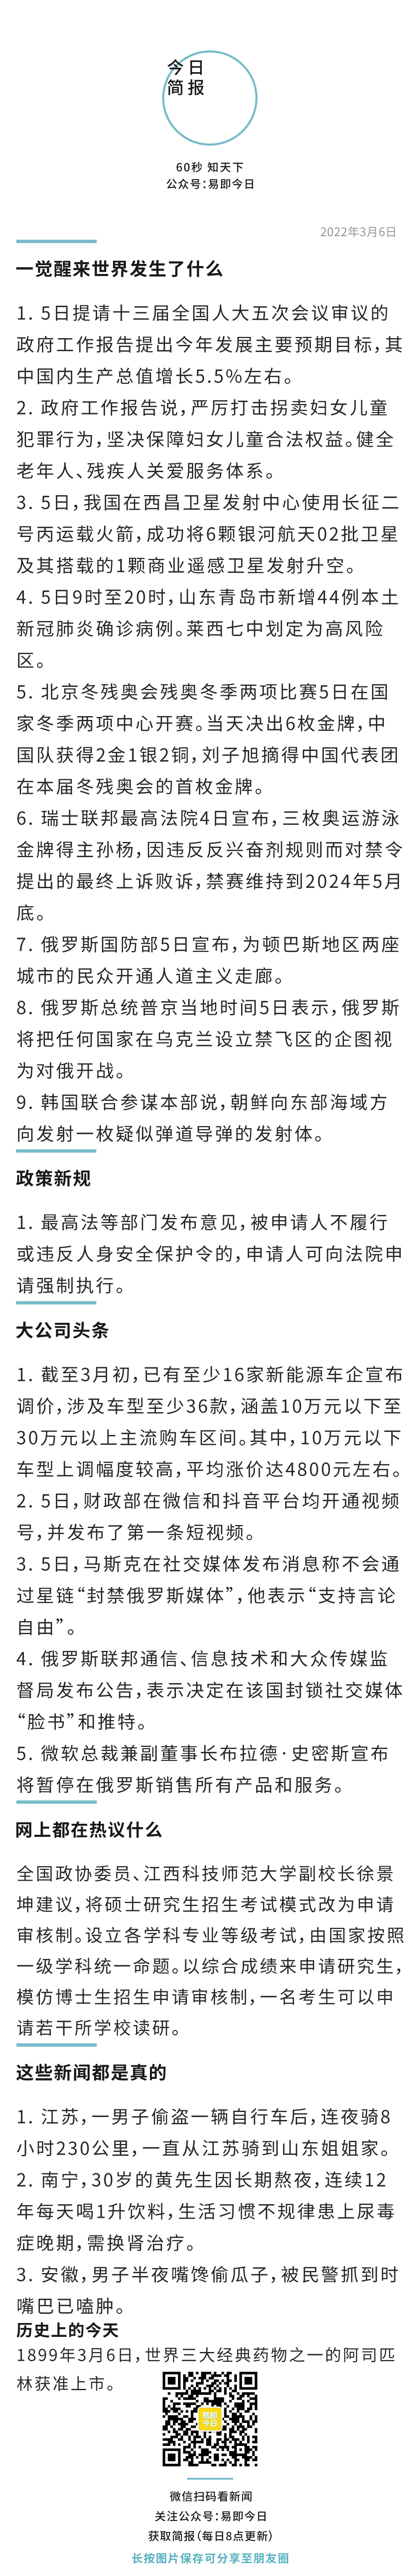 今日
简报
60秒 知天下
公众号：易即今日
2022年3月6日
一觉醒来世界发生了什么
1. 5日提请十三届全国人大五次会议审议的
政府工作报告提出今年发展主要预期目标，其
中国内生产总值增长5.5%左右。
2. 政府工作报告说，严厉打击拐卖妇女儿童
犯罪行为，坚决保障妇女儿童合法权益。健全
老年人、残疾人关爱服务体系。
3. 5日，我国在西昌卫星发射中心使用长征二
号丙运载火箭，成功将6颗银河航天02批卫星
及其搭载的1颗商业遥感卫星发射升空。
4. 5日9时至20时，山东青岛市新增44例本土
新冠肺炎确诊病例。莱西七中划定为高风险
区。
5. 北京冬残奥会残奥冬季两项比赛5日在国
家冬季两项中心开赛。当天决出6枚金牌，中
国队获得2金1银2铜，刘子旭摘得中国代表团
在本届冬残奥会的首枚金牌。
6. 瑞士联邦最高法院4日宣布，三枚奥运游泳
金牌得主孙杨，因违反反兴奋剂规则而对禁令
提出的最终上诉败诉，禁赛维持到2024年5月
底。
7. 俄罗斯国防部5日宣布，为顿巴斯地区两座
城市的民众开通人道主义走廊。
8. 俄罗斯总统普京当地时间5日表示，俄罗斯
将把任何国家在乌克兰设立禁飞区的企图视
为对俄开战。
9. 韩国联合参谋本部说，朝鲜向东部海域方
向发射一枚疑似弹道导弹的发射体。
政策新规
1. 最高法等部门发布意见，被申请人不履行
或违反人身安全保护令的，申请人可向法院申
请强制执行。
大公司头条
1. 截至3月初，已有至少16家新能源车企宣布
调价，涉及车型至少36款，涵盖10万元以下至
30万元以上主流购车区间。其中，10万元以下
车型上调幅度较高，平均涨价达4800元左右。
2. 5日，财政部在微信和抖音平台均开通视频
号，并发布了第一条短视频。
3. 5日，马斯克在社交媒体发布消息称不会通
过星链“封禁俄罗斯媒体”，他表示“支持言论
自由”。
4. 俄罗斯联邦通信、信息技术和大众传媒监
督局发布公告，表示决定在该国封锁社交媒体
“脸书”和推特。
5. 微软总裁兼副董事长布拉德·史密斯宣布
将暂停在俄罗斯销售所有产品和服务。
网上都在热议什么
全国政协委员、江西科技师范大学副校长徐景
坤建议，将硕士研究生招生考试模式改为申请
审核制。设立各学科专业等级考试，由国家按照
一级学科统一命题。以综合成绩来申请研究生，
模仿博士生招生申请审核制，一名考生可以申
请若干所学校读研。
这些新闻都是真的
1. 江苏，一男子偷盗一辆自行车后，连夜骑8
小时230公里，一直从江苏骑到山东姐姐家。
2. 南宁，30岁的黄先生因长期熬夜，连续12
年每天喝1升饮料，生活习惯不规律患上尿毒
症晚期，需换肾治疗。
3. 安徽，男子半夜嘴馋偷瓜子，被民警抓到时
嘴巴已嗑肿。
历史上的今天
1899年3月6日，世界三大经典药物之一的阿司匹
林获准上市。
易即
今日
微信扫码看新闻
关注公众号：易即今日
获取简报（每日8点更新）
长按图片保存可分享至朋友圈